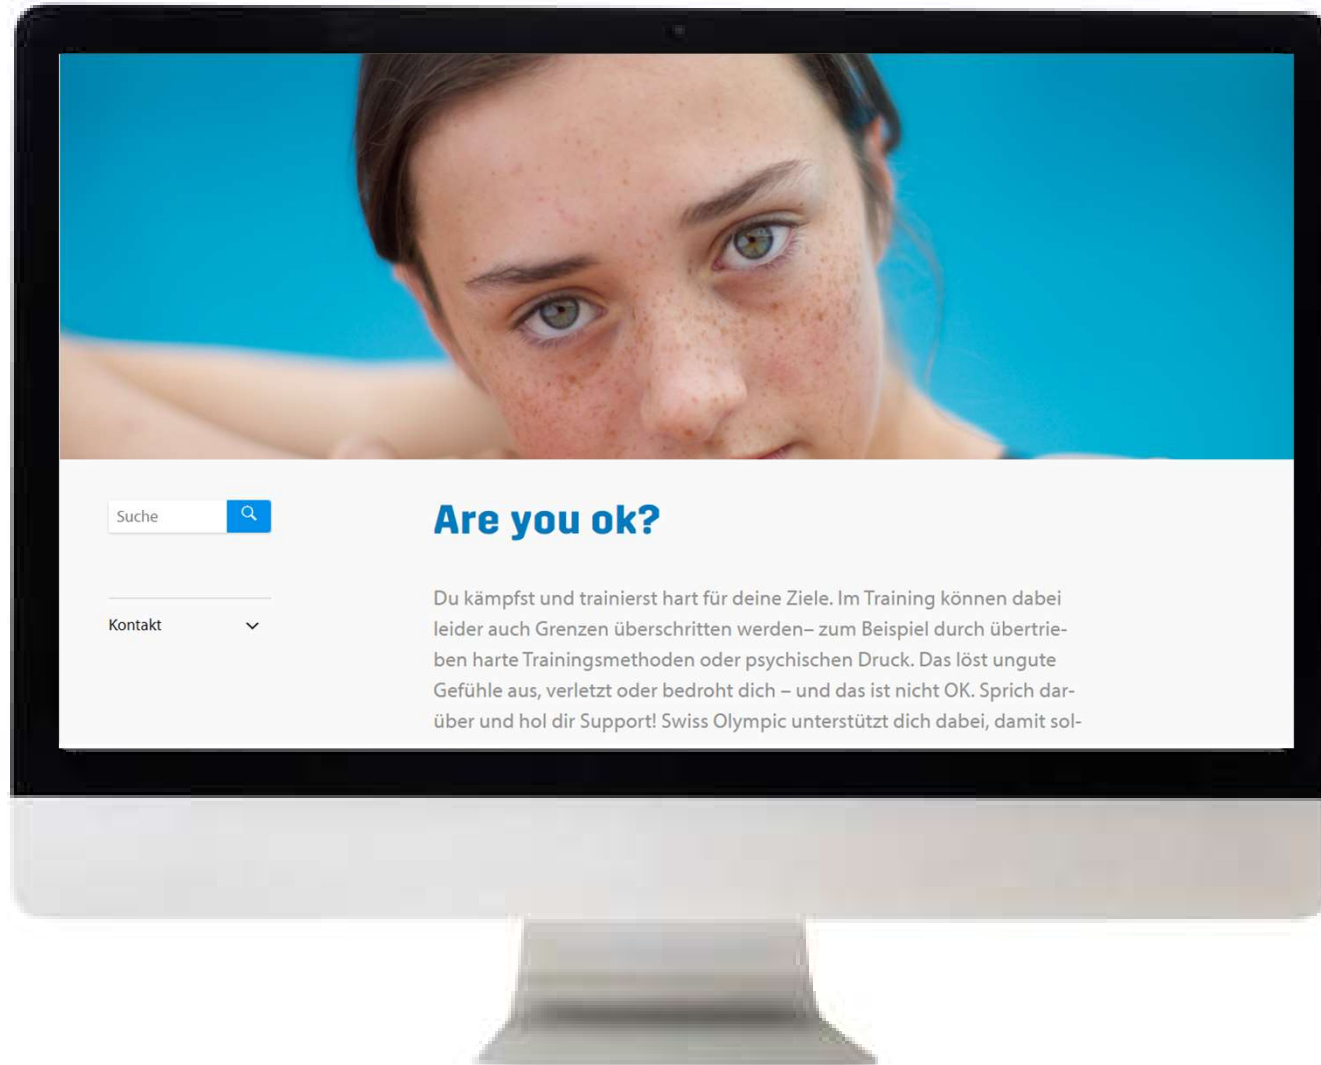 Suche
Kontakt
Are you ok?
Du kämpfst und trainierst hart für deine Ziele. Im Training können dabei
leider auch Grenzen überschritten werden– zum Beispiel durch übertrie-
ben harte Trainingsmethoden oder psychischen Druck. Das löst ungute
Gefühle aus, verletzt oder bedroht dich – und das ist nicht OK. Sprich dar-
über und hol dir Support! Swiss Olympic unterstützt dich dabei, damit sol-